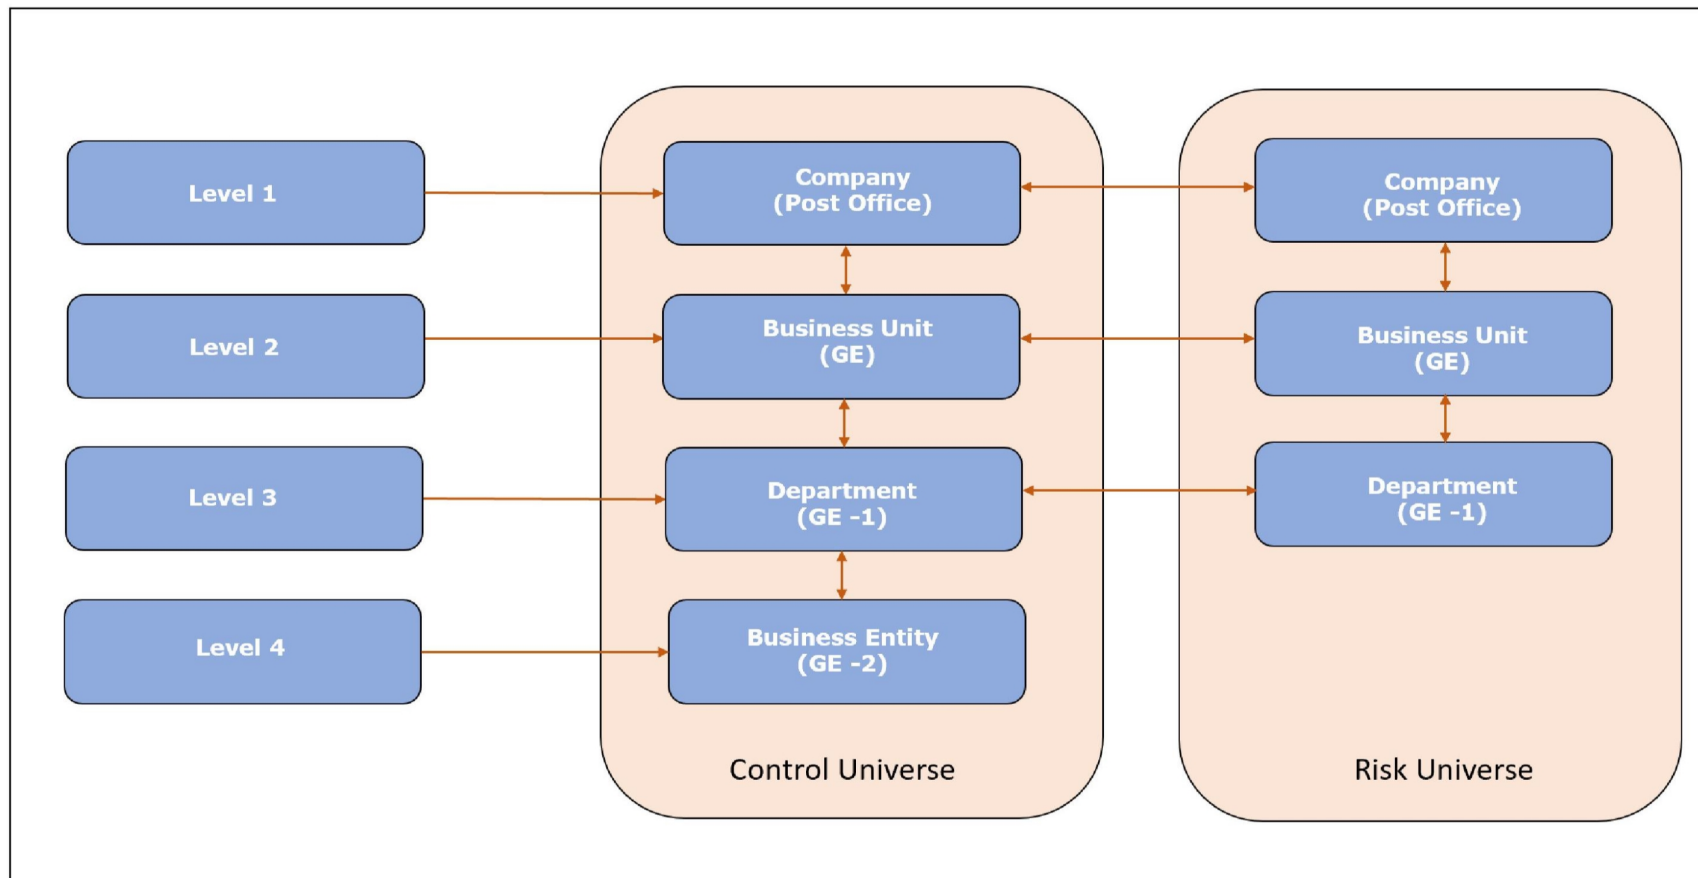 Level 1
Company
(Post Office)
Company
(Post Office)
Level 2
Business Unit
(GE)
Business Unit
(GE)
Level 3
Department
(GE -1)
Department
(GE -1)
Level 4
Business Entity
(GE -2)
Control Universe
Risk Universe